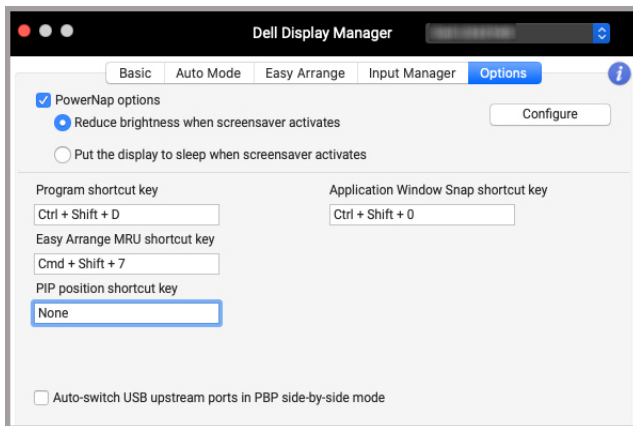 Dell Display Manager
Basic Auto Mode Easy Arrange Input Manager Options
i
PowerNap options
Reduce brightness when screensaver activates
Configure
Put the display to sleep when screensaver activates
Program shortcut key
Application Window Snap shortcut key
Ctrl + Shift + D
Ctrl + Shift + 0
Easy Arrange MRU shortcut key
Cmd + Shift + 7
PIP position shortcut key
None
Auto-switch USB upstream ports in PBP side-by-side mode